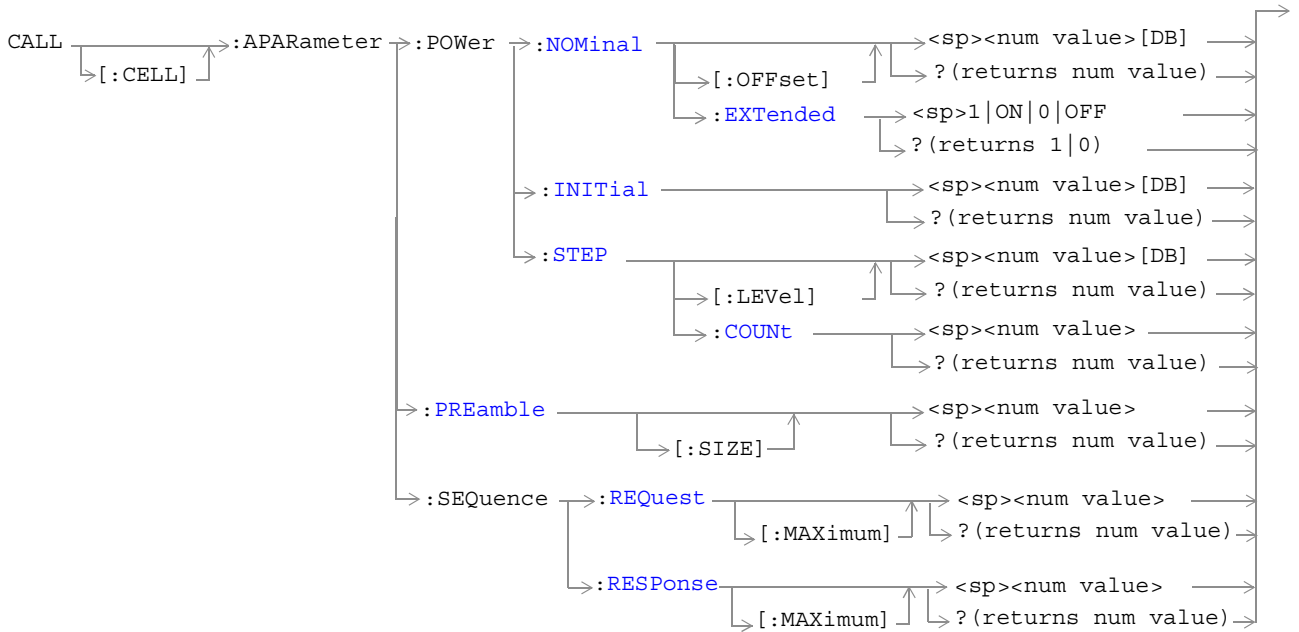 CALL :APARameter :POWer :NOMinal <sp><num value>[DB]
[:CELL] [:OFFset] ?(returns num value)
:EXTended <sp>1|ON|0|OFF
?(returns 1|0)
:INITial <sp><num value>[DB]
?(returns num value)
:STEP <sp><num value>[DB]
[:LEVel] ?(returns num value)
:COUNt <sp><num value>
?(returns num value)
:PREamble <sp><num value>
[:SIZE] ?(returns num value)
:SEQuence :REQuest <sp><num value>
[:MAXimum] ?(returns num value)
:RESPonse <sp><num value>
[:MAXimum] ?(returns num value)